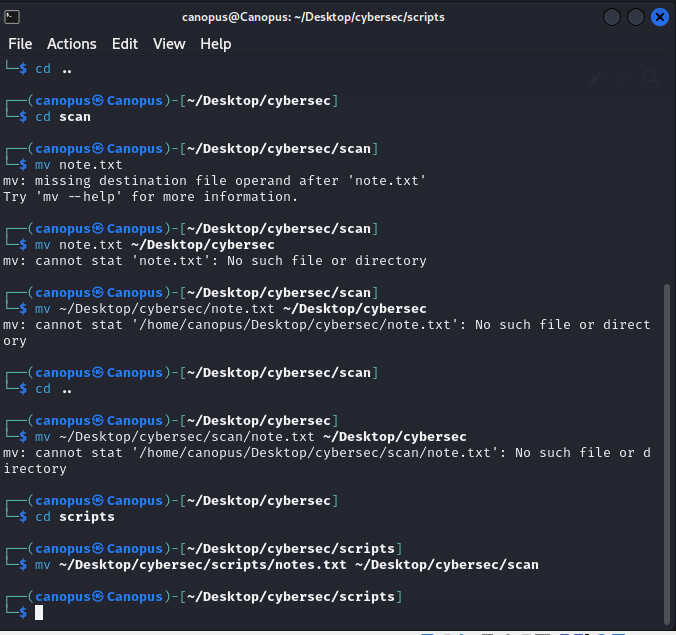 canopus@Canopus: ~/Desktop/cybersec/scripts
File Actions Edit View Help
└─$ cd ..
┌──(canopus㉿Canopus)-[~/Desktop/cybersec]
└─$ cd scan
┌──(canopus㉿Canopus)-[~/Desktop/cybersec/scan]
└─$ mv note.txt
mv: missing destination file operand after 'note.txt'
Try 'mv --help' for more information.
┌──(canopus㉿Canopus)-[~/Desktop/cybersec/scan]
└─$ mv note.txt ~/Desktop/cybersec
mv: cannot stat 'note.txt': No such file or directory
┌──(canopus㉿Canopus)-[~/Desktop/cybersec/scan]
└─$ mv ~/Desktop/cybersec/note.txt ~/Desktop/cybersec
mv: cannot stat '/home/canopus/Desktop/cybersec/note.txt': No such file or direct
ory
┌──(canopus㉿Canopus)-[~/Desktop/cybersec/scan]
└─$ cd ..
┌──(canopus㉿Canopus)-[~/Desktop/cybersec]
└─$ mv ~/Desktop/cybersec/scan/note.txt ~/Desktop/cybersec
mv: cannot stat '/home/canopus/Desktop/cybersec/scan/note.txt': No such file or d
irectory
┌──(canopus㉿Canopus)-[~/Desktop/cybersec]
└─$ cd scripts
┌──(canopus㉿Canopus)-[~/Desktop/cybersec/scripts]
└─$ mv ~/Desktop/cybersec/scripts/notes.txt ~/Desktop/cybersec/scan
┌──(canopus㉿Canopus)-[~/Desktop/cybersec/scripts]
└─$